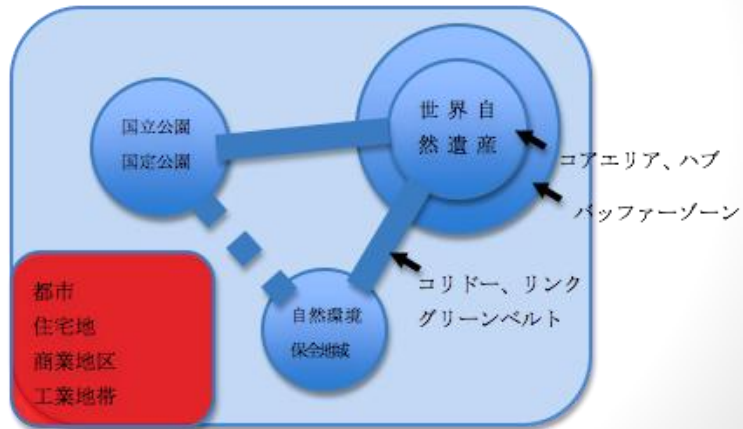 国立公園
国定公園
世界自
然遺産
コアエリア、ハブ
バッファーゾーン
コリドー、リンク
グリーンベルト
自然環境
保全地域
都市
住宅地
商業地区
工業地帯